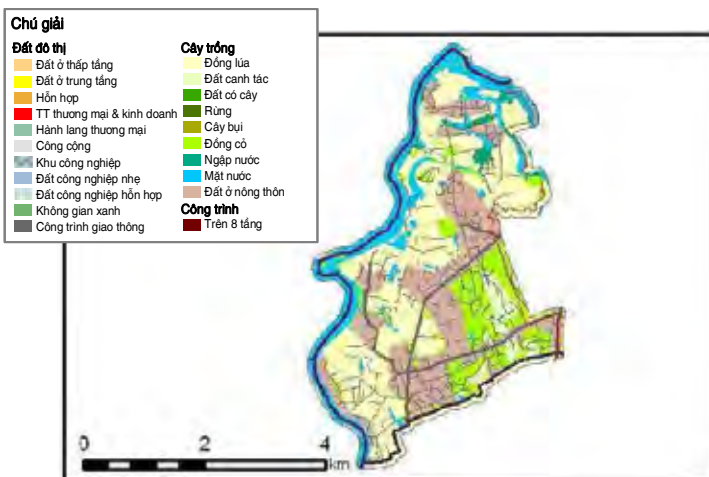 Chú giải
Đất đô thị
Đất ở thấp tầng
Đất ở trung tầng
Hỗn hợp
TT thương mại & kinh doanh
Hành lang thương mại
Công cộng
Khu công nghiệp
Đất công nghiệp nhẹ
Đất công nghiệp hỗn hợp
Không gian xanh
Công trình giao thông
Cây trồng
Đồng lúa
Đất canh tác
Đất có cây
Rừng
Cây bụi
Đồng cỏ
Ngập nước
Mặt nước
Đất ở nông thôn
Công trình
Trên 8 tầng
0 2 4
km